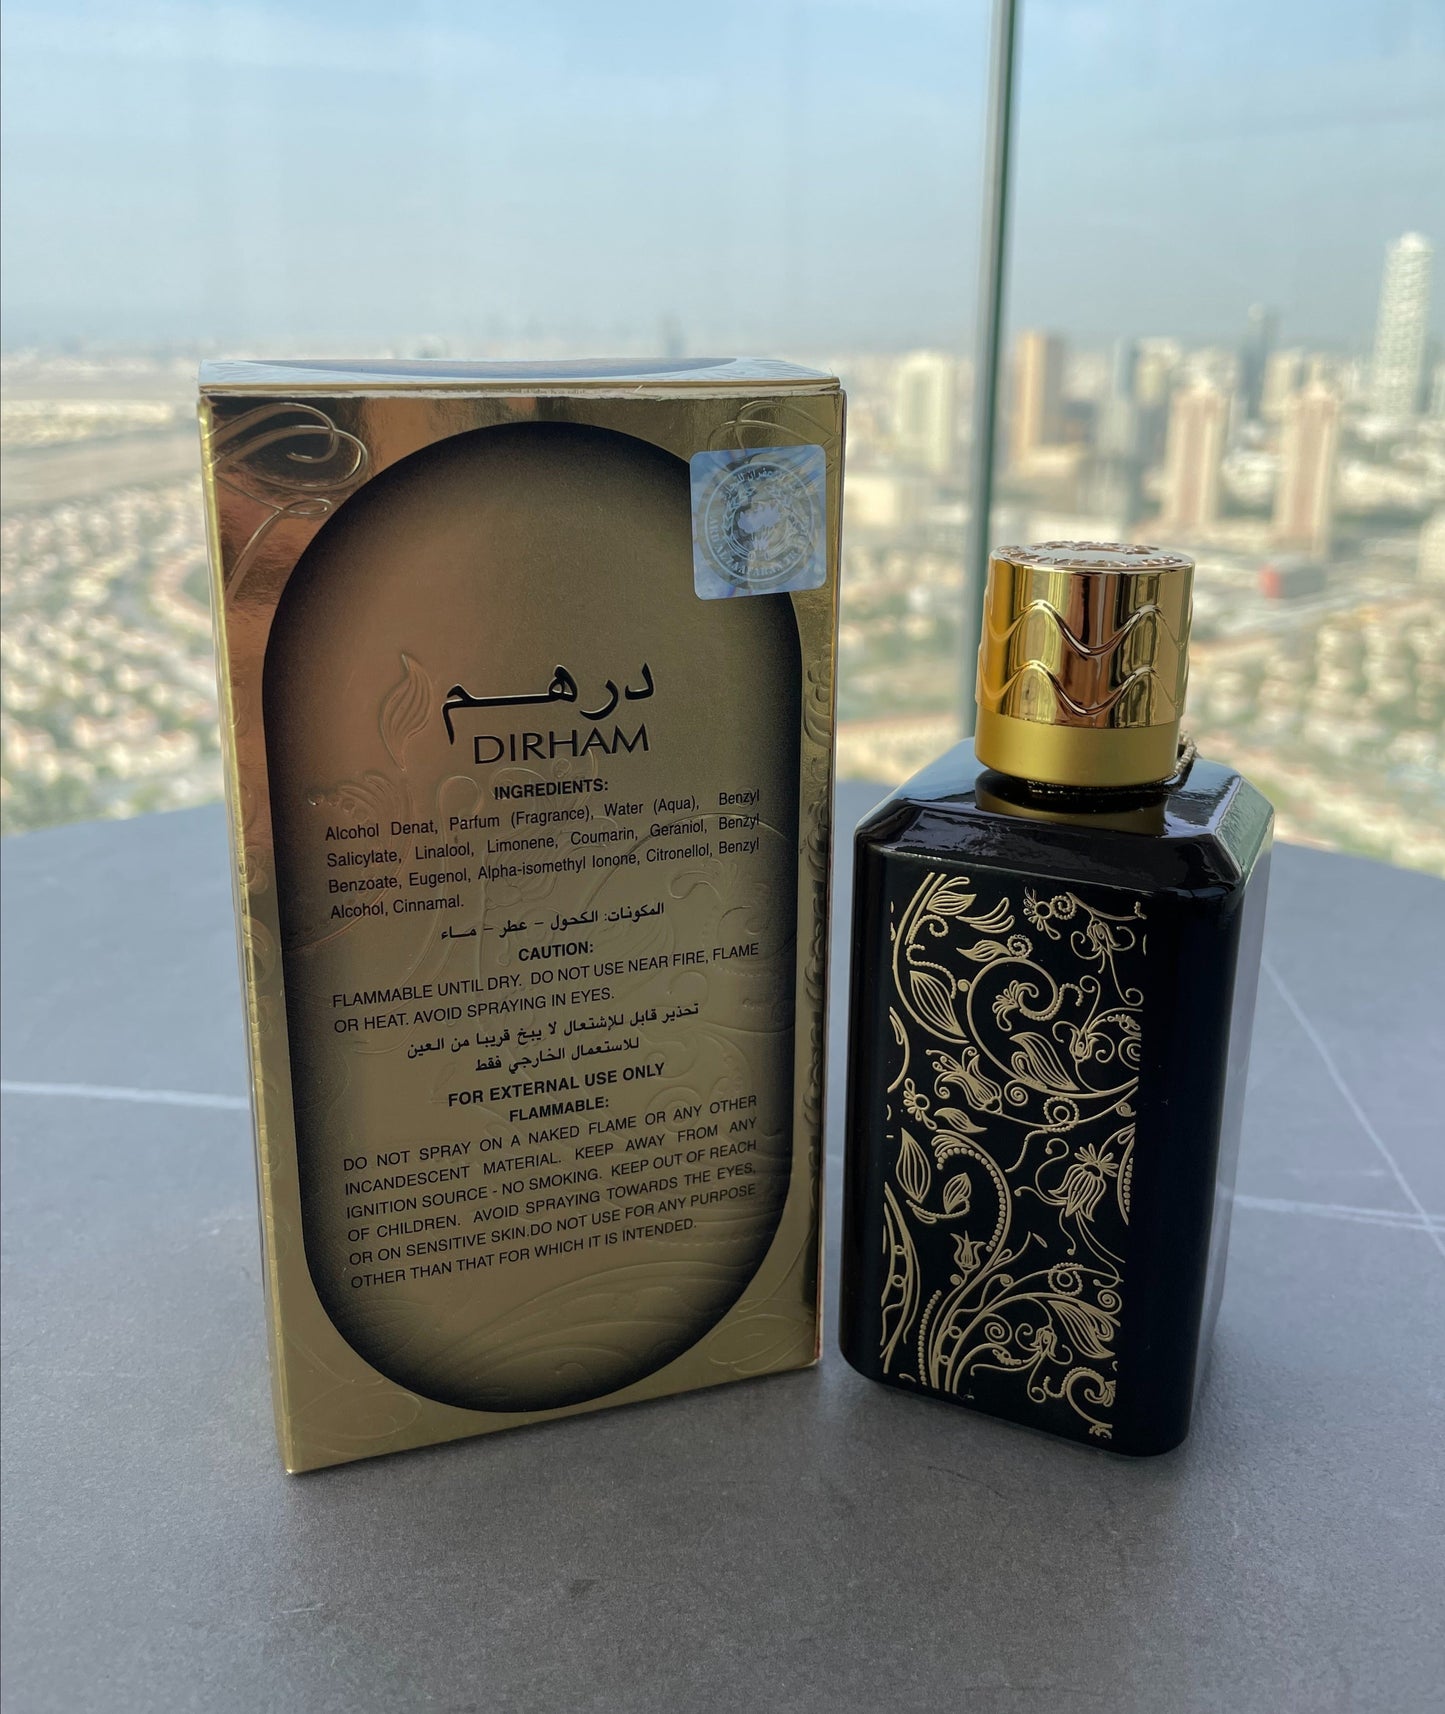 درهم
DIRHAM
INGREDIENTS:
Alcohol Denat, Parfum (Fragrance), Water (Aqua), Benzyl
Salicylate, Linalool, Limonene, Coumarin, Geraniol, Benzyl
Benzoate, Eugenol, Alpha-isomethyl Ionone, Citronellol, Benzyl
Alcohol, Cinnamal.
المكونات: الكحول - عطر - ماء
CAUTION:
FLAMMABLE UNTIL DRY. DO NOT USE NEAR FIRE, FLAME
OR HEAT. AVOID SPRAYING IN EYES.
تحذير قابل للإشتعال لا يبخ قريبا من العين
للاستعمال الخارجي فقط
FOR EXTERNAL USE ONLY
FLAMMABLE:
DO NOT SPRAY ON A NAKED FLAME OR ANY OTHER
INCANDESCENT MATERIAL. KEEP AWAY FROM ANY
IGNITION SOURCE - NO SMOKING. KEEP OUT OF REACH
OF CHILDREN. AVOID SPRAYING TOWARDS THE EYES,
OR ON SENSITIVE SKIN.DO NOT USE FOR ANY PURPOSE
OTHER THAN THAT FOR WHICH IT IS INTENDED.